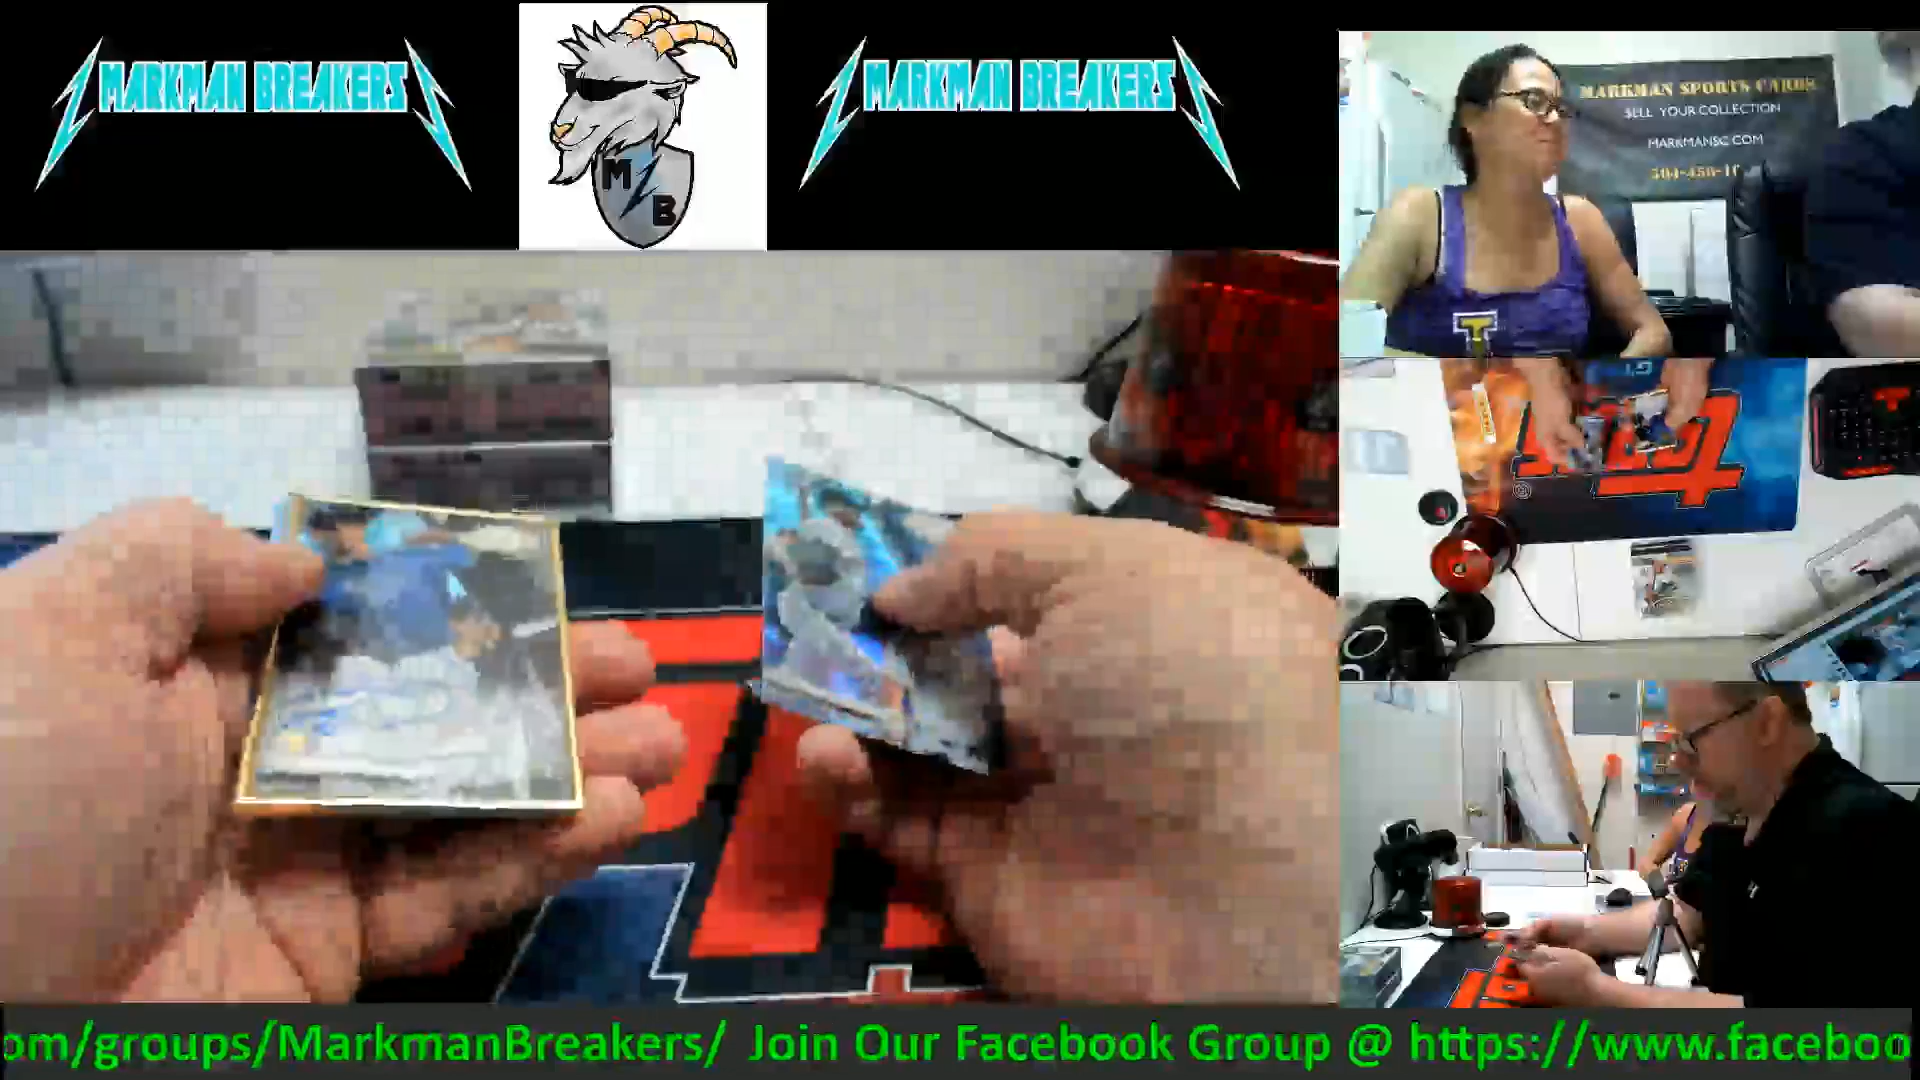 MARKMAN BREAKERS
M B
MARKMAN BREAKERS
MARKMAN SPORTS CARDS
SELL YOUR COLLECTION
MARKMANSC.COM
T
om/groups/MarkmanBreakers/ Join Our Facebook Group @ https://www.faceboo